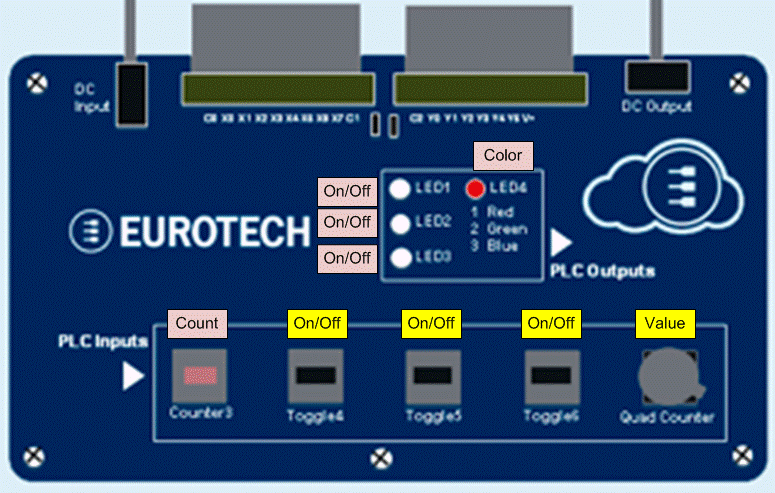 DC
Input
DC Output
C0 X0 X1 X2 X3 X4 X5 X6 X7 C1
C2 Y0 Y1 Y2 Y3 Y4 Y5 V+
Color
On/Off
LED1
LED4
On/Off
LED2
1 Red
2 Green
3 Blue
On/Off
LED3
EUROTECH
PLC Outputs
PLC Inputs
Count
On/Off
On/Off
On/Off
Value
Counter3
Toggle4
Toggle5
Toggle6
Quad Counter